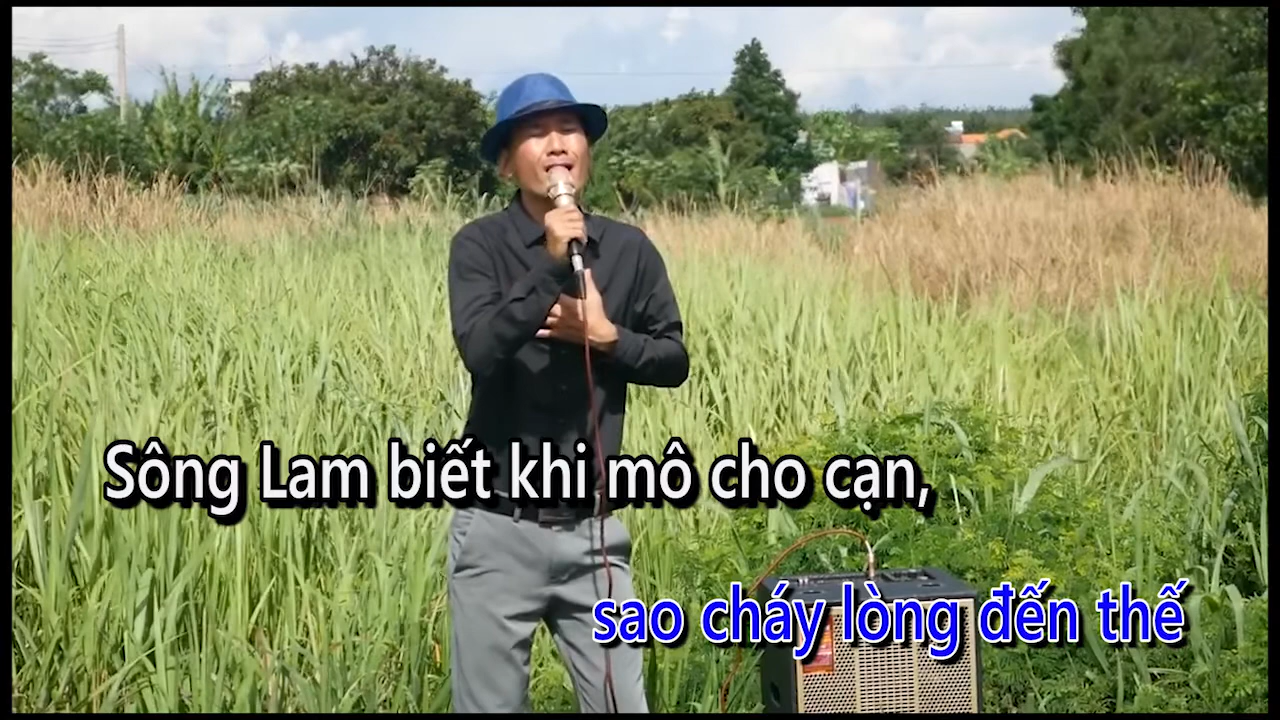 Sông Lam biết khi mô cho cạn,
sao cháy lòng đến thế